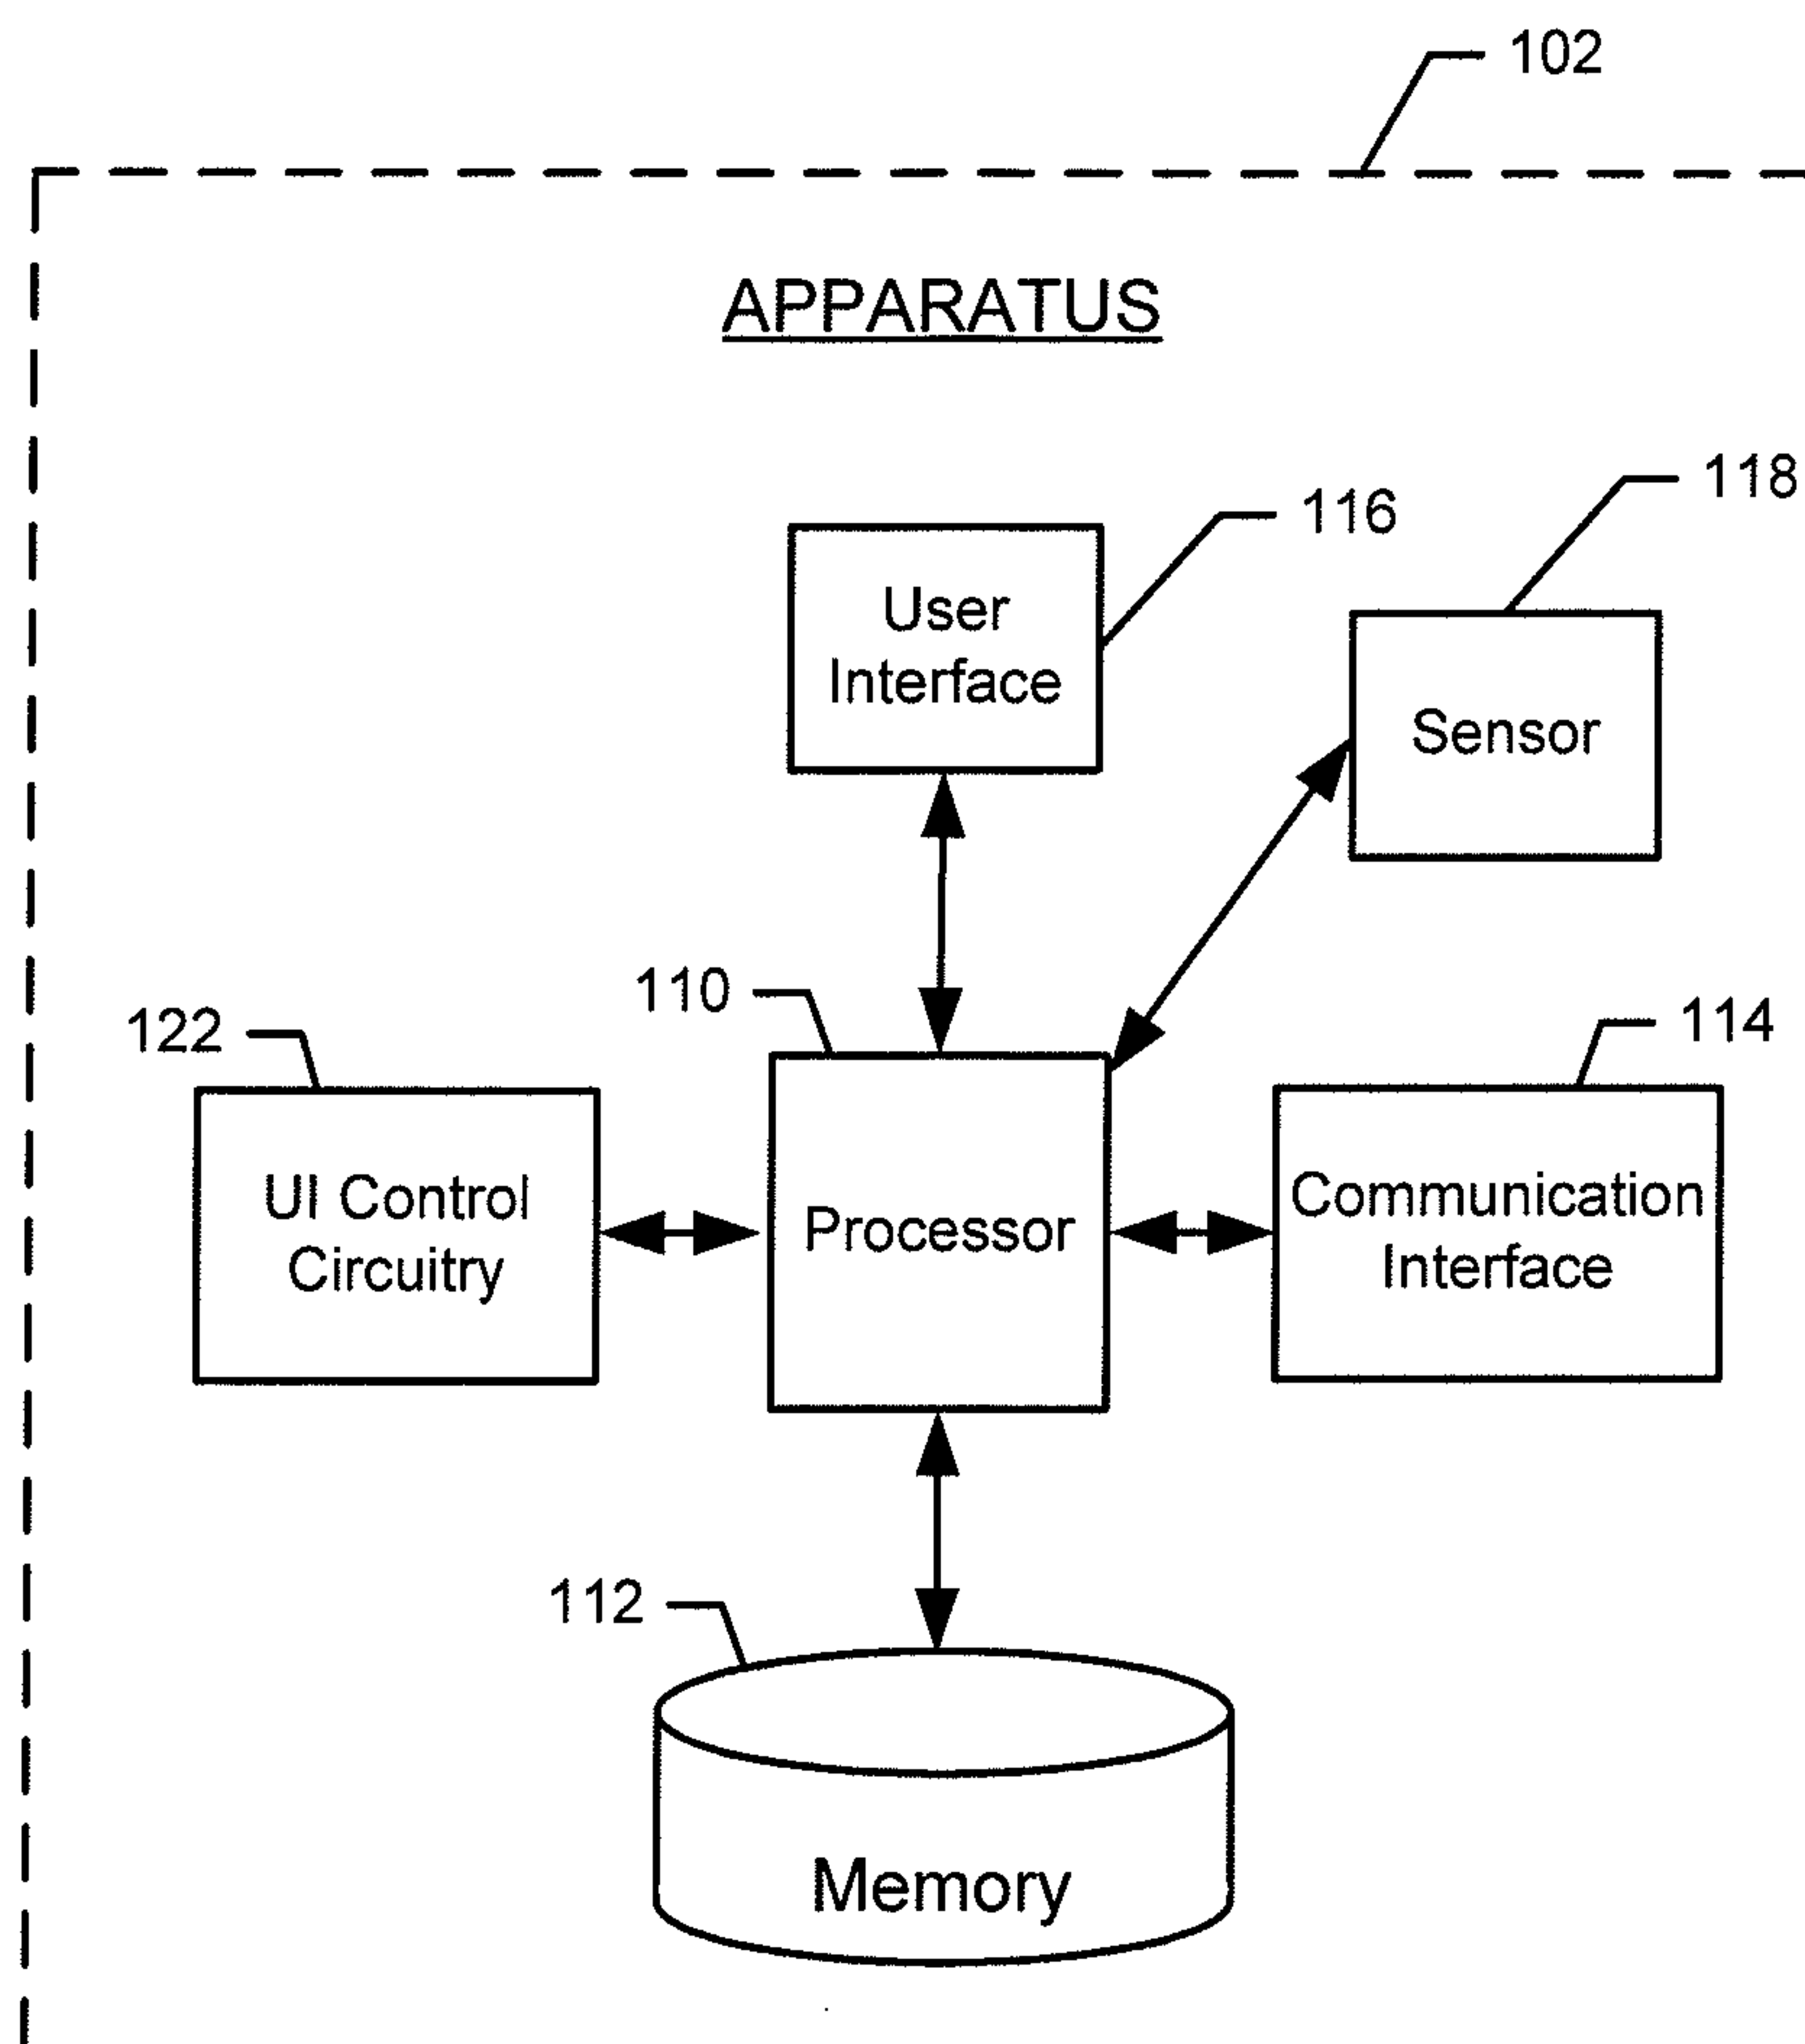 102
APPARATUS
118
116
User
Interface
Sensor
110
122
114
UI Control
Circuitry
Processor
Communication
Interface
112
Memory